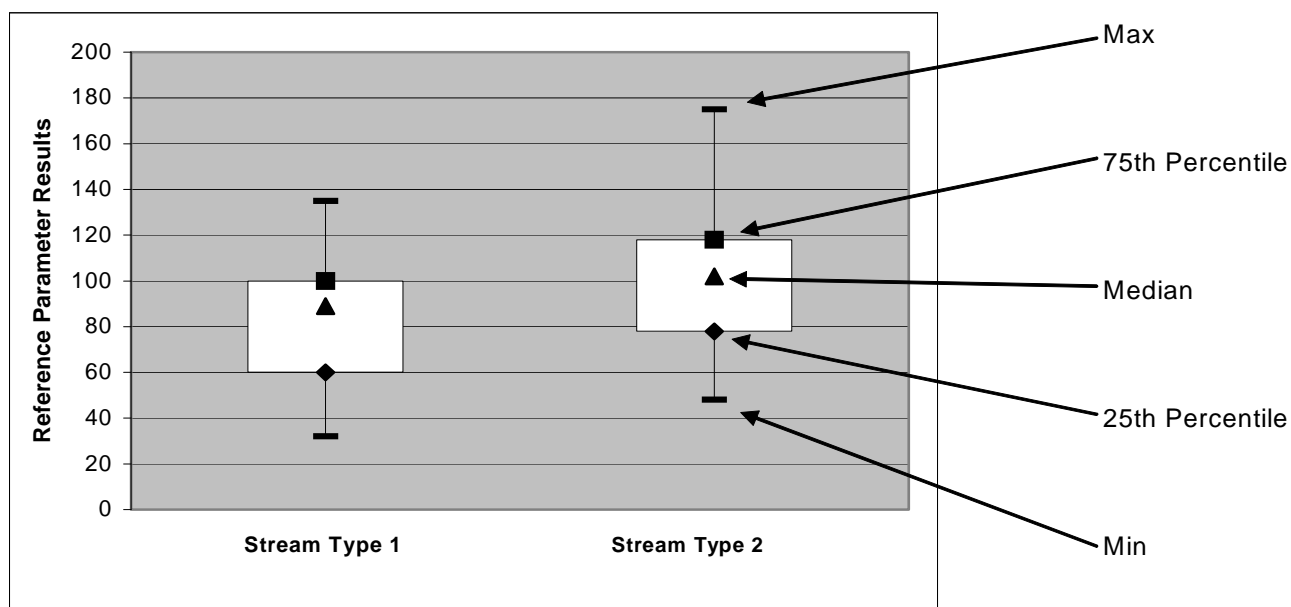 Reference Parameter Results
200
180
160
140
120
100
80
60
40
20
0
Stream Type 1
Stream Type 2
Max
75th Percentile
Median
25th Percentile
Min